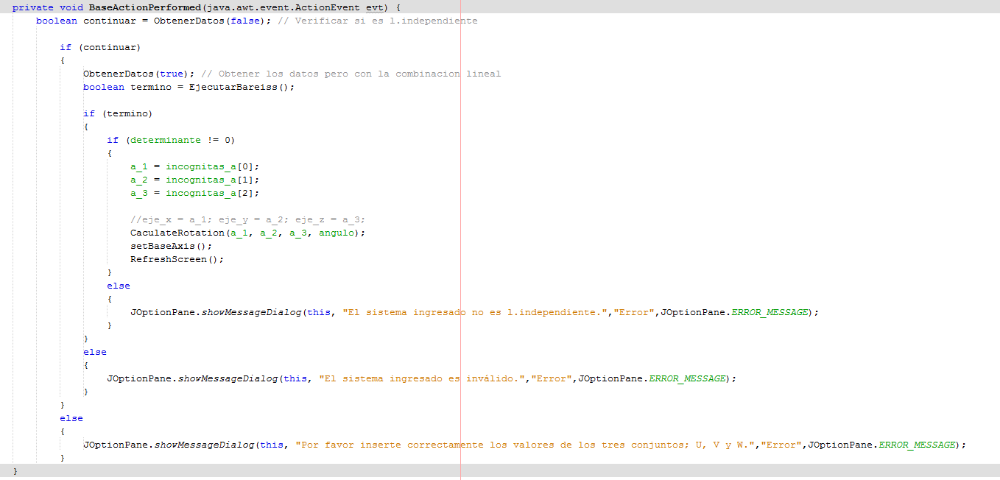 private void BaseActionPerformed(java.awt.event.ActionEvent evt) {
    boolean continuar = ObtenerDatos(false); // Verificar si es l.independiente
        if (continuar)
        {
            ObtenerDatos(true); // Obtener los datos pero con la combinacion lineal
            boolean termino = EjecutarBareiss();
            if (termino)
            {
                if (determinante != 0)
                {
                    a_1 = incognitas_a[0];
                    a_2 = incognitas_a[1];
                    a_3 = incognitas_a[2];
                    //eje_x = a_1; eje_y = a_2; eje_z = a_3;
                    CaculateRotation(a_1, a_2, a_3, angulo);
                    setBaseAxis();
                    RefreshScreen();
                }
                else
                {
                    JOptionPane.showMessageDialog(this, "El sistema ingresado no es l.independiente.","Error",JOptionPane.ERROR_MESSAGE);
                }
            }
            else
            {
                JOptionPane.showMessageDialog(this, "El sistema ingresado es inválido.","Error",JOptionPane.ERROR_MESSAGE);
            }
        }
        else
        {
            JOptionPane.showMessageDialog(this, "Por favor inserte correctamente los valores de los tres conjuntos; U, V y W.","Error",JOptionPane.ERROR_MESSAGE);
        }
}